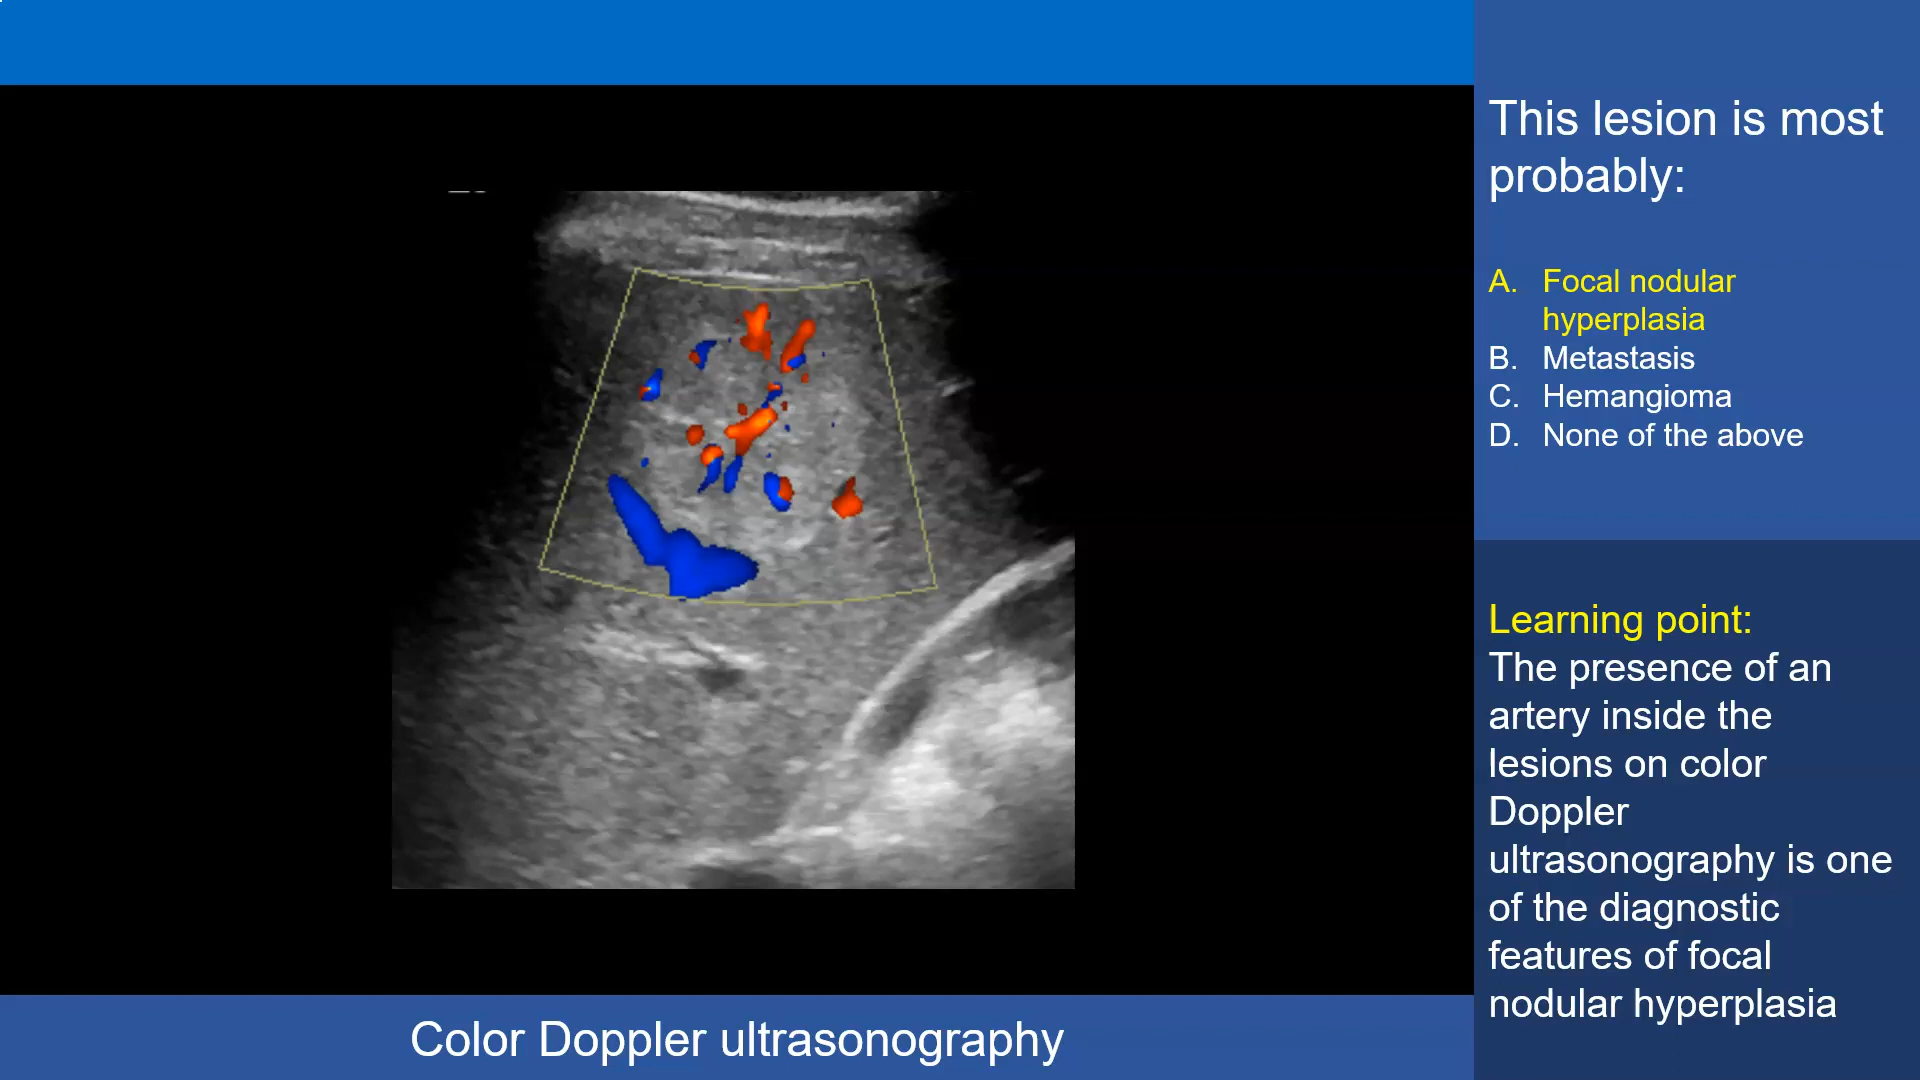 This lesion is most
probably:
A. Focal nodular
hyperplasia
B. Metastasis
C. Hemangioma
D. None of the above
Learning point:
The presence of an
artery inside the
lesions on color
Doppler
ultrasonography is one
of the diagnostic
features of focal
nodular hyperplasia
Color Doppler ultrasonography